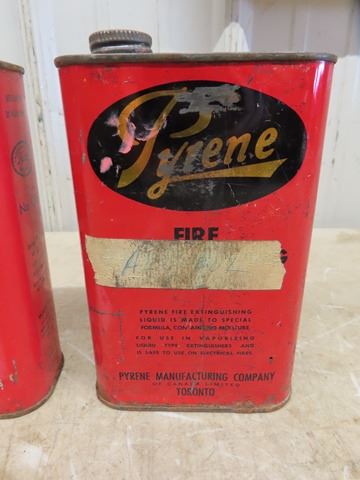 Pyrene
FIRE
PYRENE FIRE EXTINGUISHING
LIQUID IS MADE TO SPECIAL
FORMULA, CONTAINING MOISTURE.
FOR USE IN VAPORIZING
LIQUID TYPE EXTINGUISHERS AND
IS SAFE TO USE ON ELECTRICAL FIRES.
PYRENE MANUFACTURING COMPANY
OF CANADA LIMITED
TORONTO